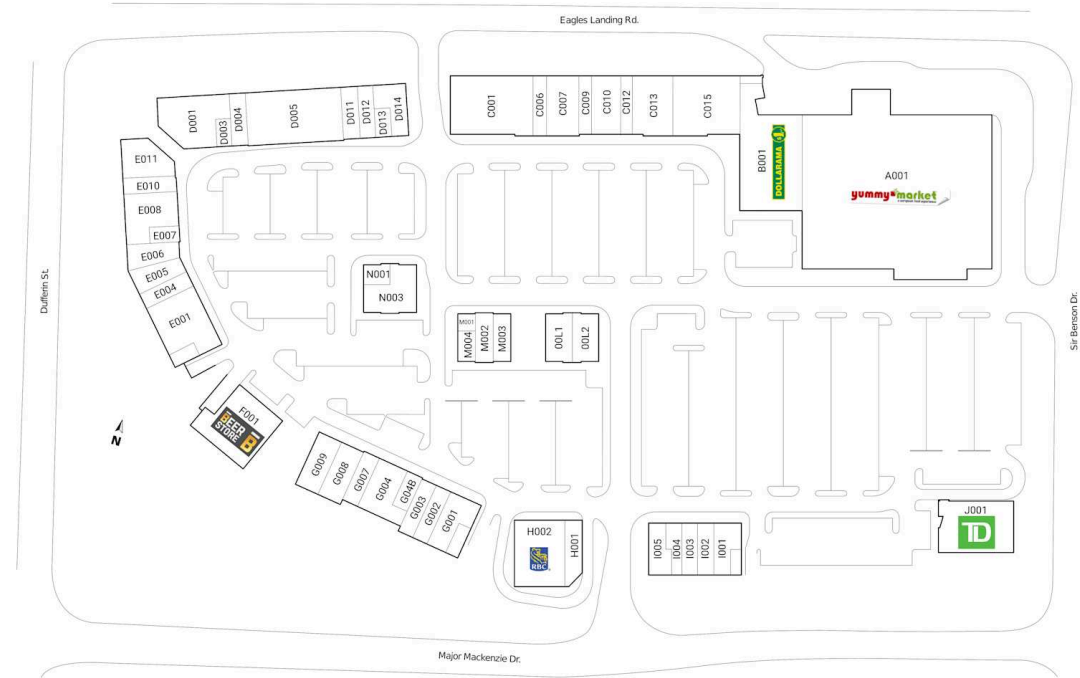 Eagles Landing Rd.
Dufferin St.
Sir Benson Dr.
Major Mackenzie Dr.
N
D001
D003
D004
D005
D011
D012
D013
D014
C001
C006
C007
C009
C010
C012
C013
C015
B001
DOLLARAMA
A001
yummy market
E011
E010
E008
E007
E006
E005
E004
E001
N001
N003
M001
M004
M002
M003
00L1
00L2
F001
BEER
STORE
B
G009
G008
G007
G004
G04B
G003
G002
G001
H002
RBC
H001
I005
I004
I003
I002
I001
J001
TD